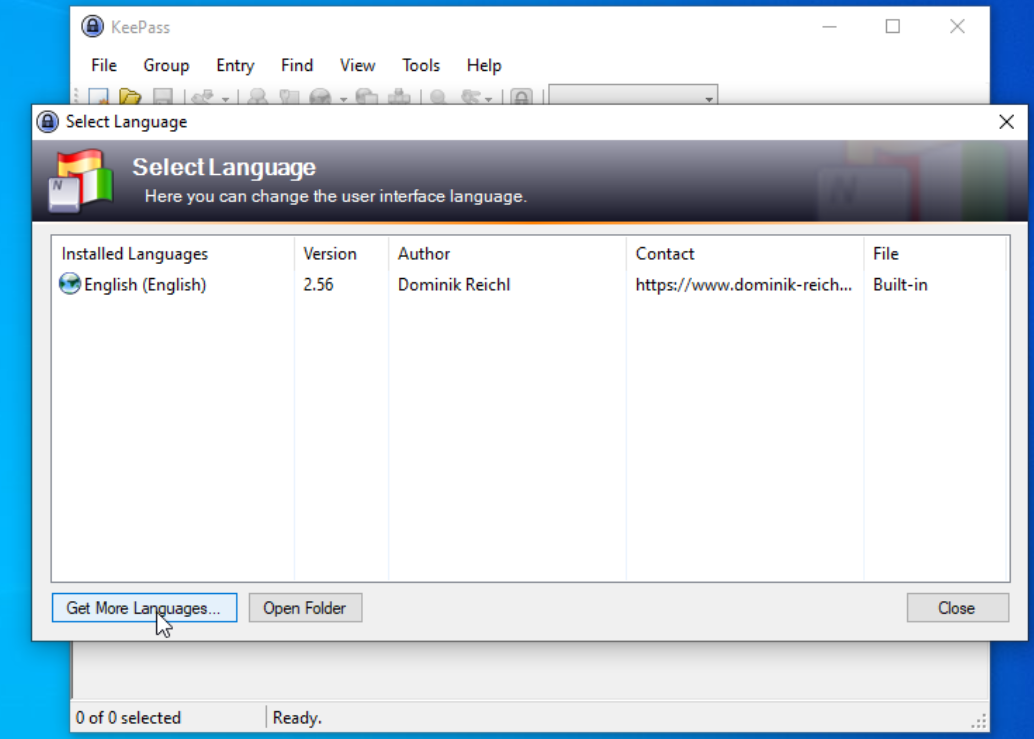 KeePass
File Group Entry Find View Tools Help
Select Language
Select Language
Here you can change the user interface language.
Installed Languages Version Author Contact File
English (English) 2.56 Dominik Reichl https://www.dominik-reich... Built-in
Get More Languages... Open Folder Close
0 of 0 selected Ready.